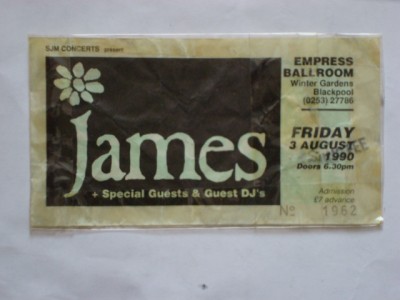 SJM CONCERTS present
James
+ Special Guests & Guest DJ's
EMPRESS
BALLROOM
Winter Gardens
Blackpool
(0253) 27786
FRIDAY
3 AUGUST
1990
Doors 6.30pm
Admission
£7 advance
No 1962